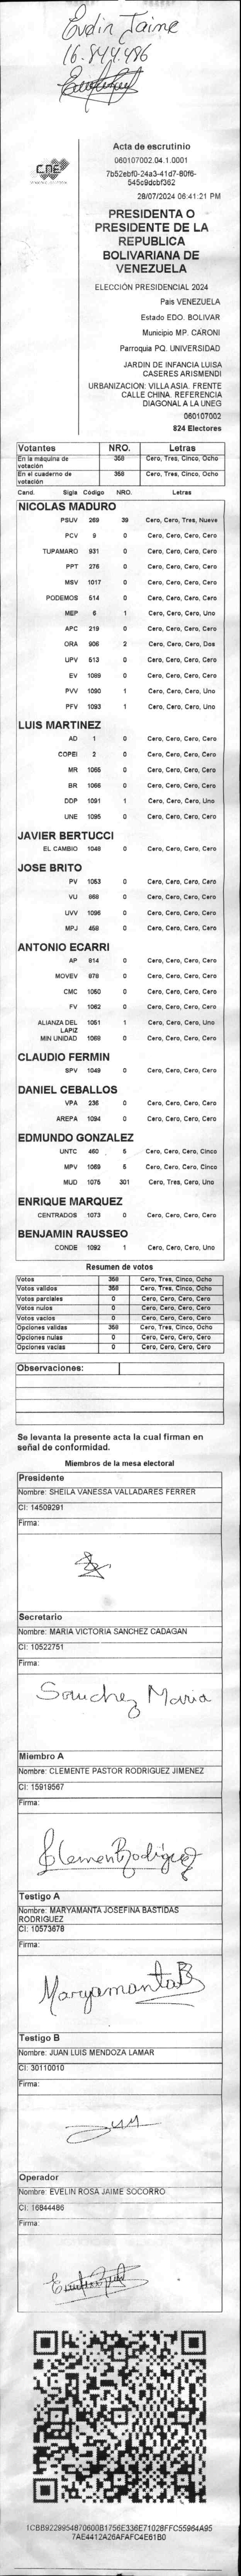 Evelin Jaime
16.844.486
CNE
Acta de escrutinio
060107002.04.1.0001
7b52ebf0-24a3-41d7-80f6-
545c9dcbf362
28/07/2024 06:41:21 PM
PRESIDENTA O
PRESIDENTE DE LA
REPUBLICA
BOLIVARIANA DE
VENEZUELA
ELECCIÓN PRESIDENCIAL 2024
País VENEZUELA
Estado EDO. BOLIVAR
Municipio MP. CARONI
Parroquia PQ. UNIVERSIDAD
JARDIN DE INFANCIA LUISA
CASERES ARISMENDI
URBANIZACION: VILLA ASIA. FRENTE
CALLE CHINA. REFERENCIA
DIAGONAL A LA UNEG
060107002
824 Electores
Votantes NRO. Letras
En la máquina de votación 358 Cero, Tres, Cinco, Ocho
En el cuaderno de votación 358 Cero, Tres, Cinco, Ocho
Cand. Sigla Código NRO. Letras
NICOLAS MADURO
PSUV 269 39 Cero, Cero, Tres, Nueve
PCV 9 0 Cero, Cero, Cero, Cero
TUPAMARO 931 0 Cero, Cero, Cero, Cero
PPT 276 0 Cero, Cero, Cero, Cero
MSV 1017 0 Cero, Cero, Cero, Cero
PODEMOS 514 0 Cero, Cero, Cero, Cero
MEP 6 1 Cero, Cero, Cero, Uno
APC 219 0 Cero, Cero, Cero, Cero
ORA 906 2 Cero, Cero, Cero, Dos
UPV 513 0 Cero, Cero, Cero, Cero
EV 1089 0 Cero, Cero, Cero, Cero
PVV 1090 1 Cero, Cero, Cero, Uno
PFV 1093 1 Cero, Cero, Cero, Uno
LUIS MARTINEZ
AD 1 0 Cero, Cero, Cero, Cero
COPEI 2 0 Cero, Cero, Cero, Cero
MR 1065 0 Cero, Cero, Cero, Cero
BR 1066 0 Cero, Cero, Cero, Cero
DDP 1091 1 Cero, Cero, Cero, Uno
UNE 1095 0 Cero, Cero, Cero, Cero
JAVIER BERTUCCI
EL CAMBIO 1048 0 Cero, Cero, Cero, Cero
JOSE BRITO
PV 1053 0 Cero, Cero, Cero, Cero
VU 868 0 Cero, Cero, Cero, Cero
UVV 1096 0 Cero, Cero, Cero, Cero
MPJ 459 0 Cero, Cero, Cero, Cero
ANTONIO ECARRI
AP 814 0 Cero, Cero, Cero, Cero
MOVEV 878 0 Cero, Cero, Cero, Cero
CMC 1050 0 Cero, Cero, Cero, Cero
FV 1062 0 Cero, Cero, Cero, Cero
ALIANZA DEL LAPIZ 1051 1 Cero, Cero, Cero, Uno
MIN UNIDAD 1068 0 Cero, Cero, Cero, Cero
CLAUDIO FERMIN
SPV 1049 0 Cero, Cero, Cero, Cero
DANIEL CEBALLOS
VPA 236 0 Cero, Cero, Cero, Cero
AREPA 1094 0 Cero, Cero, Cero, Cero
EDMUNDO GONZALEZ
UNTC 460 5 Cero, Cero, Cero, Cinco
MPV 1069 5 Cero, Cero, Cero, Cinco
MUD 1075 301 Cero, Tres, Cero, Uno
ENRIQUE MARQUEZ
CENTRADOS 1073 0 Cero, Cero, Cero, Cero
BENJAMIN RAUSSEO
CONDE 1092 1 Cero, Cero, Cero, Uno
Resumen de votos
Votos 358 Cero, Tres, Cinco, Ocho
Votos validos 358 Cero, Tres, Cinco, Ocho
Votos parciales 0 Cero, Cero, Cero, Cero
Votos nulos 0 Cero, Cero, Cero, Cero
Votos vacios 0 Cero, Cero, Cero, Cero
Opciones validas 358 Cero, Tres, Cinco, Ocho
Opciones nulas 0 Cero, Cero, Cero, Cero
Opciones vacias 0 Cero, Cero, Cero, Cero
Observaciones:
Se levanta la presente acta la cual firman en
señal de conformidad.
Miembros de la mesa electoral
Presidente
Nombre: SHEILA VANESSA VALLADARES FERRER
CI: 14509291
Firma:
Secretario
Nombre: MARIA VICTORIA SANCHEZ CADAGAN
CI: 10522751
Firma:
Sanchez Maria
Miembro A
Nombre: CLEMENTE PASTOR RODRIGUEZ JIMENEZ
CI: 15919567
Firma:
ClemenRodriguez
Testigo A
Nombre: MARYAMANTA JOSEFINA BASTIDAS
RODRIGUEZ
CI: 10573678
Firma:
MaryamantaB
Testigo B
Nombre: JUAN LUIS MENDOZA LAMAR
CI: 30110010
Firma:
Operador
Nombre: EVELIN ROSA JAIME SOCORRO
CI: 16844486
Firma:
1CBB9229954870600B1756E336E71026FFC55964A95
7AE4412A26AFAFC4E61B0